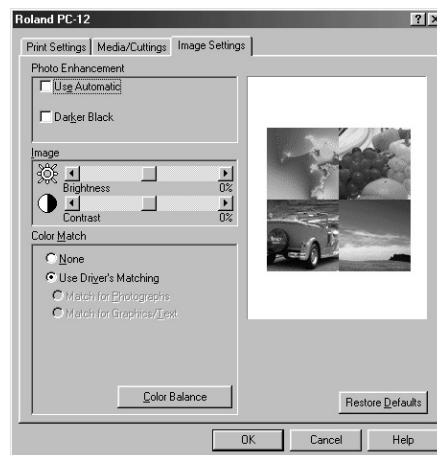 Roland PC-12
Print Settings Media/Cuttings Image Settings
Photo Enhancement
Use Automatic
Darker Black
Image
Brightness 0%
Contrast 0%
Color Match
None
Use Driver's Matching
Match for Photographs
Match for Graphics/Text
Color Balance
Restore Defaults
OK Cancel Help